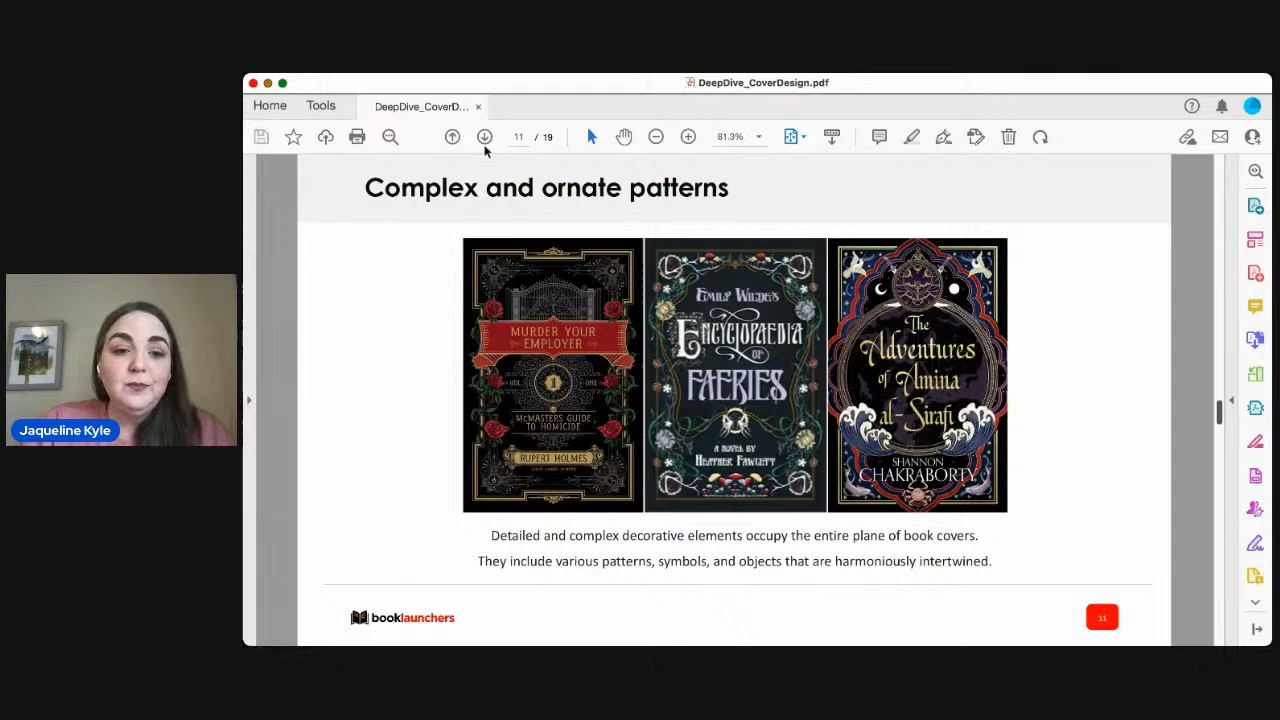 DeepDive_CoverDesign.pdf
Home Tools DeepDive_CoverD... ×
11 / 19 81.3%
Complex and ornate patterns
MURDER YOUR
EMPLOYER
VOL. 1 ONE
McMASTERS GUIDE
TO HOMICIDE
RUPERT HOLMES
EMILY WILDE'S
ENCYCLOPAEDIA
OF
FAERIES
A NOVEL BY
HEATHER FAWCETT
The
Adventures
of Amina
al-Sirafi
SHANNON
CHAKRABORTY
Jaqueline Kyle
Detailed and complex decorative elements occupy the entire plane of book covers.
They include various patterns, symbols, and objects that are harmoniously intertwined.
booklaunchers
11